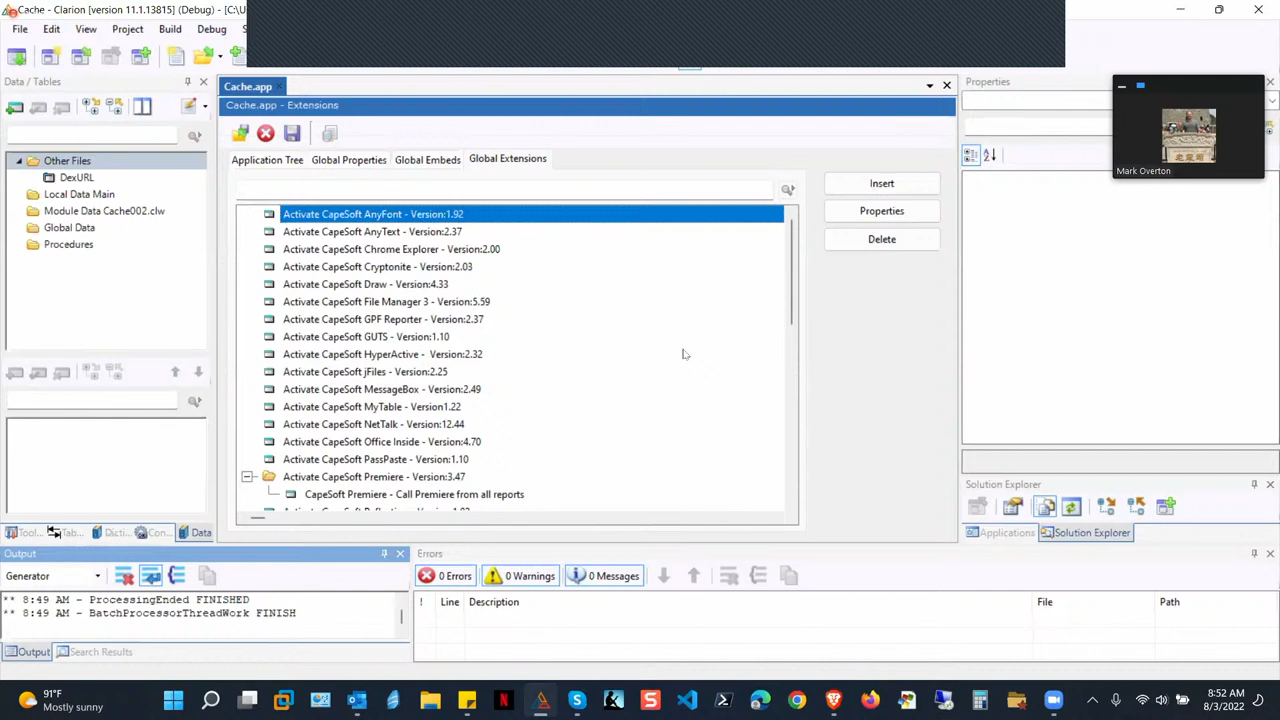 Cache - Clarion [version 11.1.13815] (Debug) - [C:\U
File Edit View Project Build Debug S
Data / Tables
Cache.app
Properties
Cache.app - Extensions
Application Tree Global Properties Global Embeds Global Extensions
Mark Overton
Other Files
DexURL
Local Data Main
Module Data Cache002.clw
Global Data
Procedures
Insert
Properties
Delete
Activate CapeSoft AnyFont - Version:1.92
Activate CapeSoft AnyText - Version:2.37
Activate CapeSoft Chrome Explorer - Version:2.00
Activate CapeSoft Cryptonite - Version:2.03
Activate CapeSoft Draw - Version:4.33
Activate CapeSoft File Manager 3 - Version:5.59
Activate CapeSoft GPF Reporter - Version:2.37
Activate CapeSoft GUTS - Version:1.10
Activate CapeSoft HyperActive - Version:2.32
Activate CapeSoft jFiles - Version:2.25
Activate CapeSoft MessageBox - Version:2.49
Activate CapeSoft MyTable - Version1.22
Activate CapeSoft NetTalk - Version:12.44
Activate CapeSoft Office Inside - Version:4.70
Activate CapeSoft PassPaste - Version:1.10
Activate CapeSoft Premiere - Version:3.47
CapeSoft Premiere - Call Premiere from all reports
Solution Explorer
Tool... Tab... Dicti... Con... Data
Applications Solution Explorer
Output
Errors
Generator
0 Errors 0 Warnings 0 Messages
** 8:49 AM - ProcessingEnded FINISHED
** 8:49 AM - BatchProcessorThreadWork FINISH
! Line Description File Path
Output Search Results
91°F
Mostly sunny
8:52 AM
8/3/2022